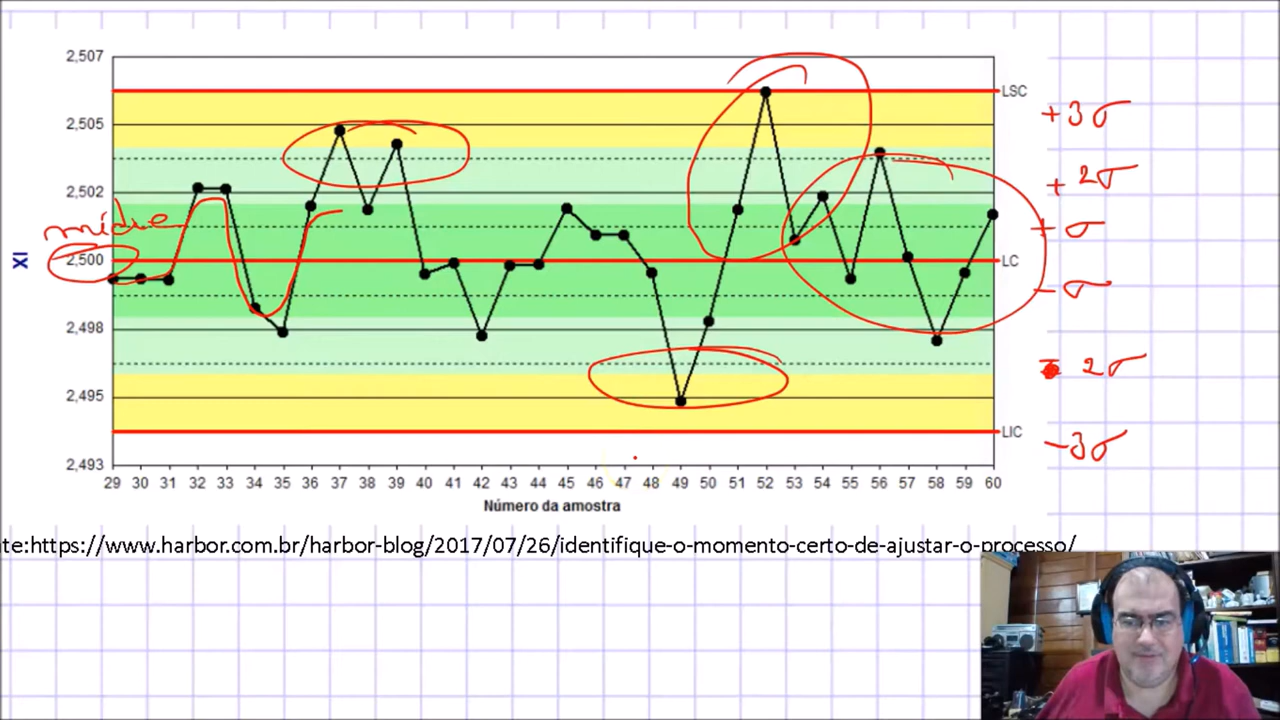 2,507
LSC
+3σ
2,505
+ 2σ
2,502
média
+ σ
2,500
LC
- σ
X̄
2,498
2σ
2,495
LIC
-3σ
2,493
29 30 31 32 33 34 35 36 37 38 39 40 41 42 43 44 45 46 47 48 49 50 51 52 53 54 55 56 57 58 59 60
Número da amostra
te:https://www.harbor.com.br/harbor-blog/2017/07/26/identifique-o-momento-certo-de-ajustar-o-processo/